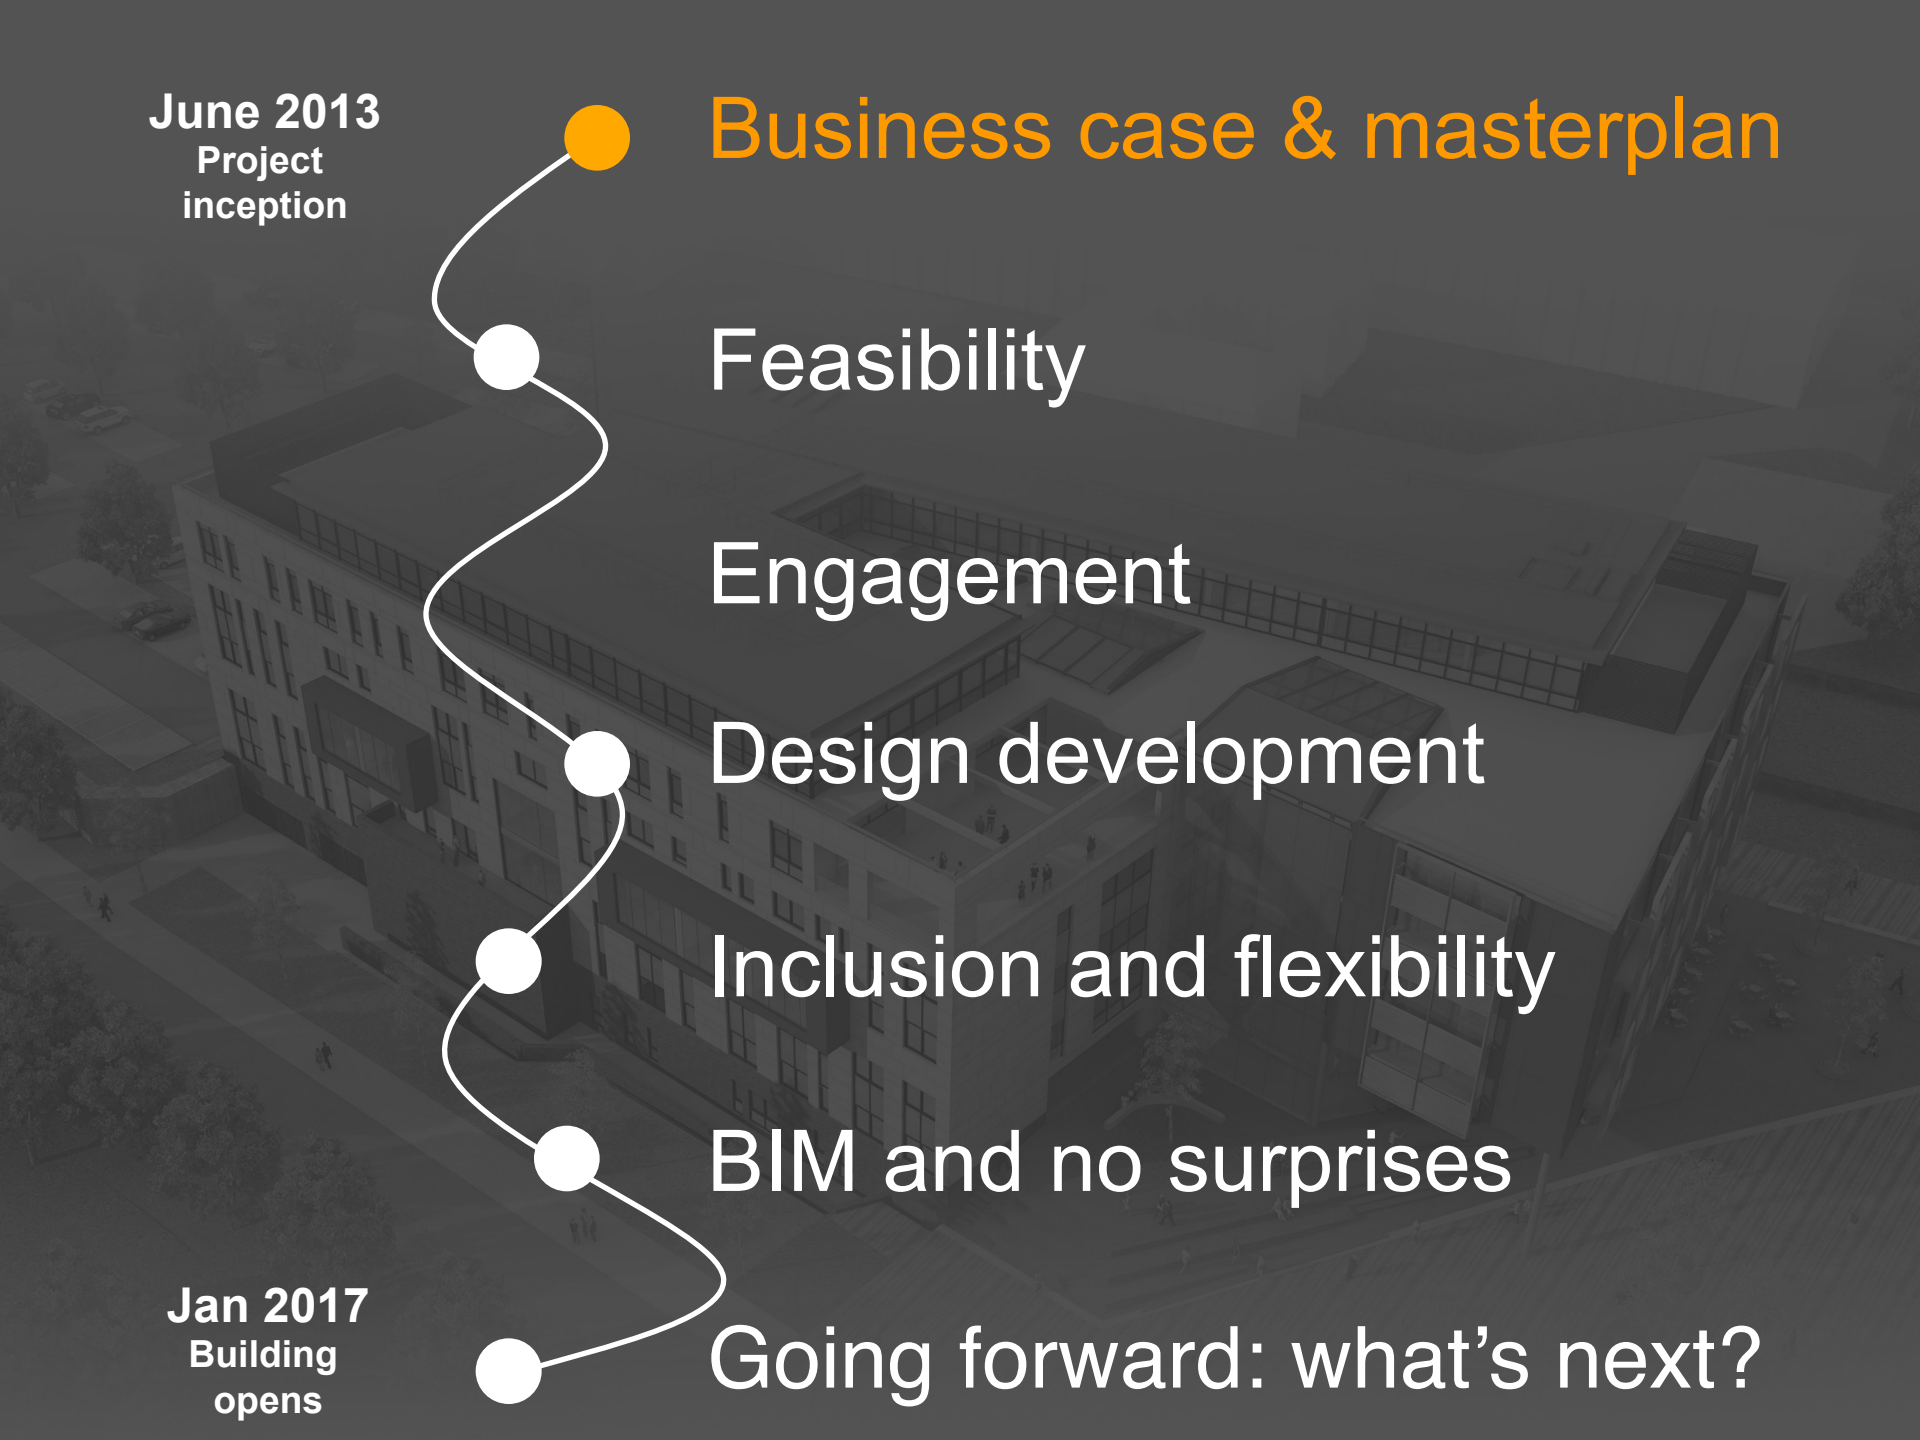 June 2013
Project
inception
Business case & masterplan
Feasibility
Engagement
Design development
Inclusion and flexibility
BIM and no surprises
Jan 2017
Building
opens
Going forward: what’s next?